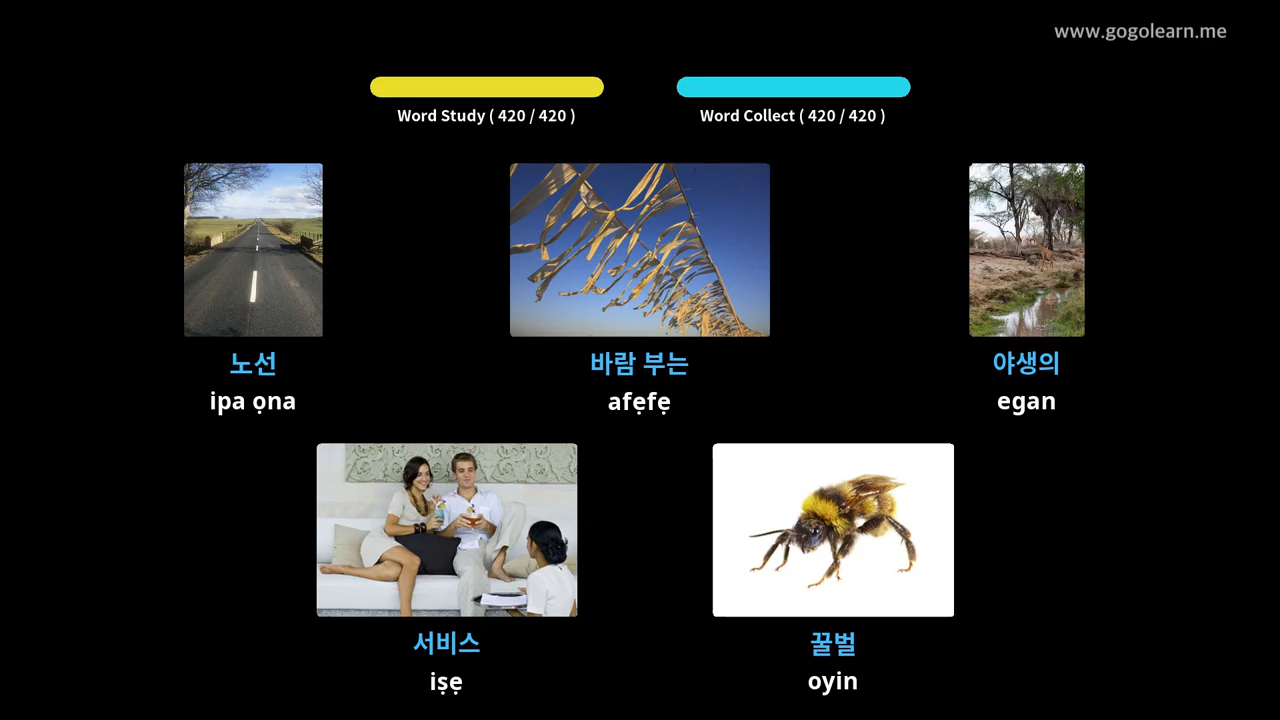 www.gogolearn.me
Word Study ( 420 / 420 )
Word Collect ( 420 / 420 )
노선
ipa ọna
바람 부는
afẹfẹ
야생의
egan
서비스
iṣẹ
꿀벌
oyin